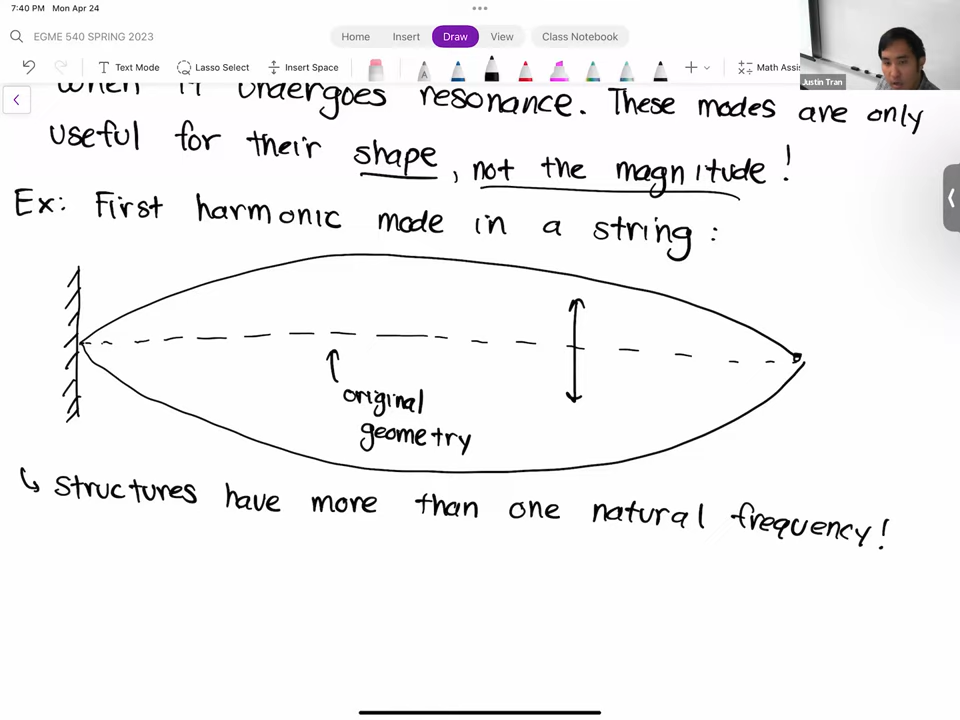 7:40 PM Mon Apr 24
EGME 540 SPRING 2023
Home Insert Draw View Class Notebook
Text Mode Lasso Select Insert Space Math Assis
Justin Tran
when it undergoes resonance. These modes are only
useful for their shape, not the magnitude!
Ex: First harmonic mode in a string:
original
geometry
↳ structures have more than one natural frequency!